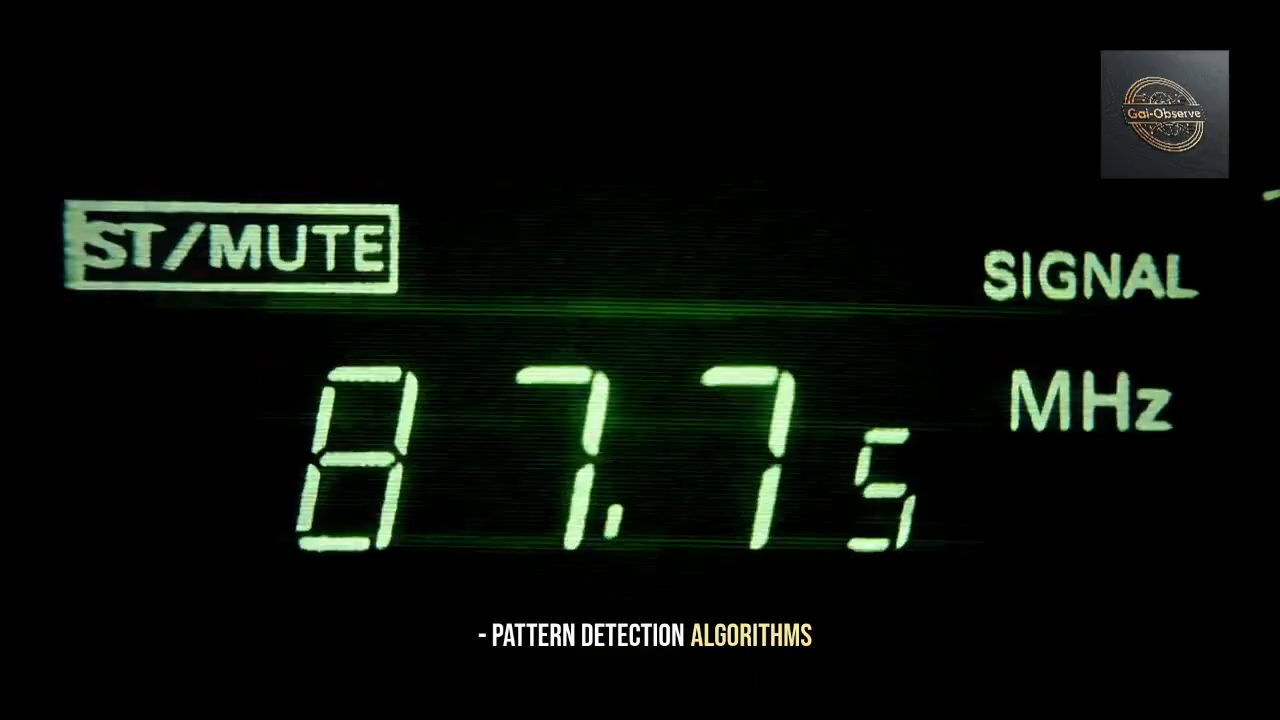 Gai-Observe
ST/MUTE
SIGNAL
MHz
87.75
- PATTERN DETECTION ALGORITHMS